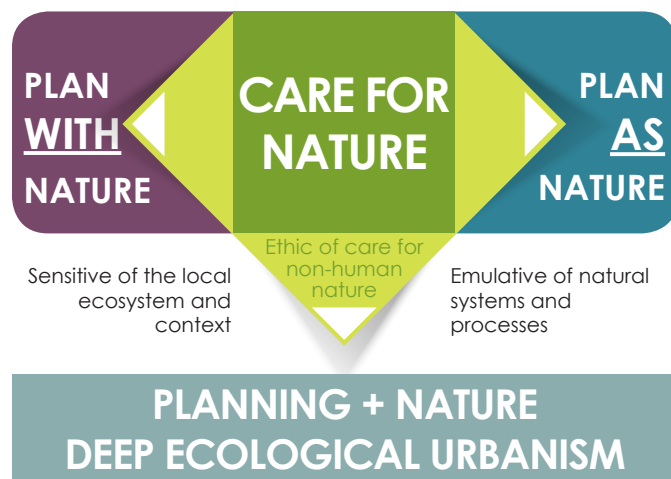 PLAN
WITH
NATURE
CARE FOR
NATURE
PLAN
AS
NATURE
Sensitive of the local
ecosystem and
context
Ethic of care for
non-human
nature
Emulative of natural
systems and
processes
PLANNING + NATURE
DEEP ECOLOGICAL URBANISM